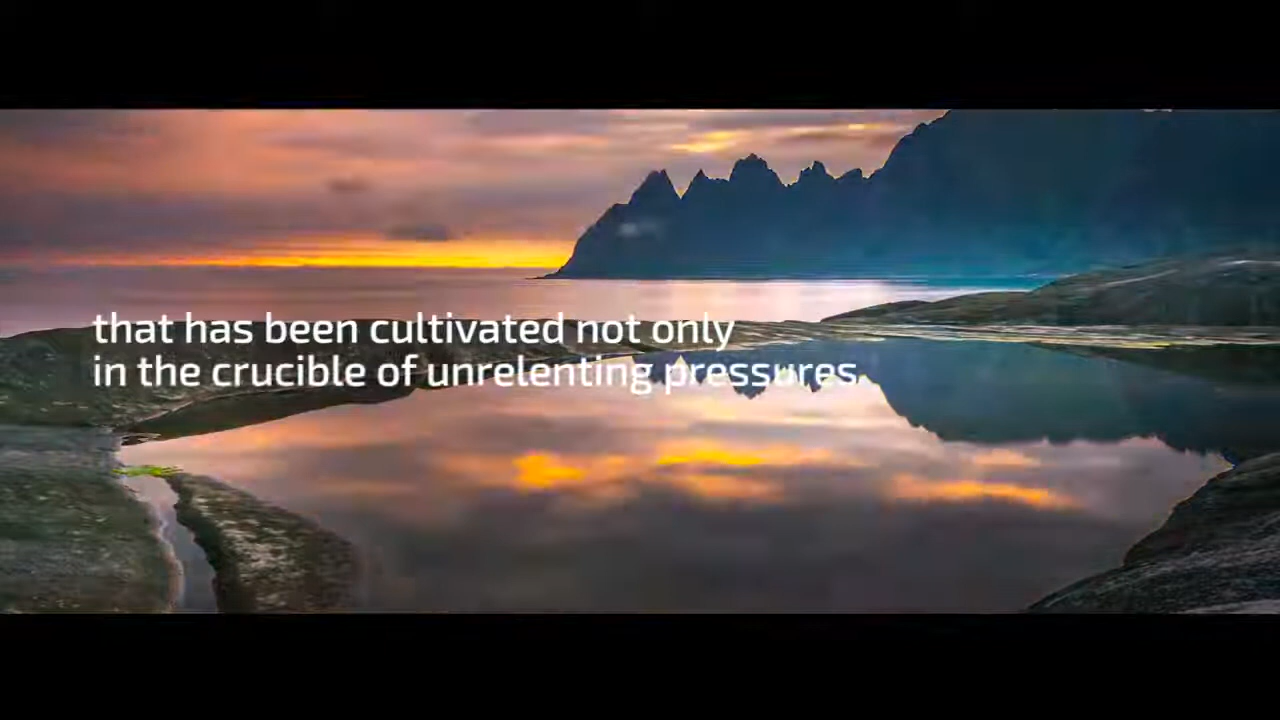 that has been cultivated not only
in the crucible of unrelenting pressures